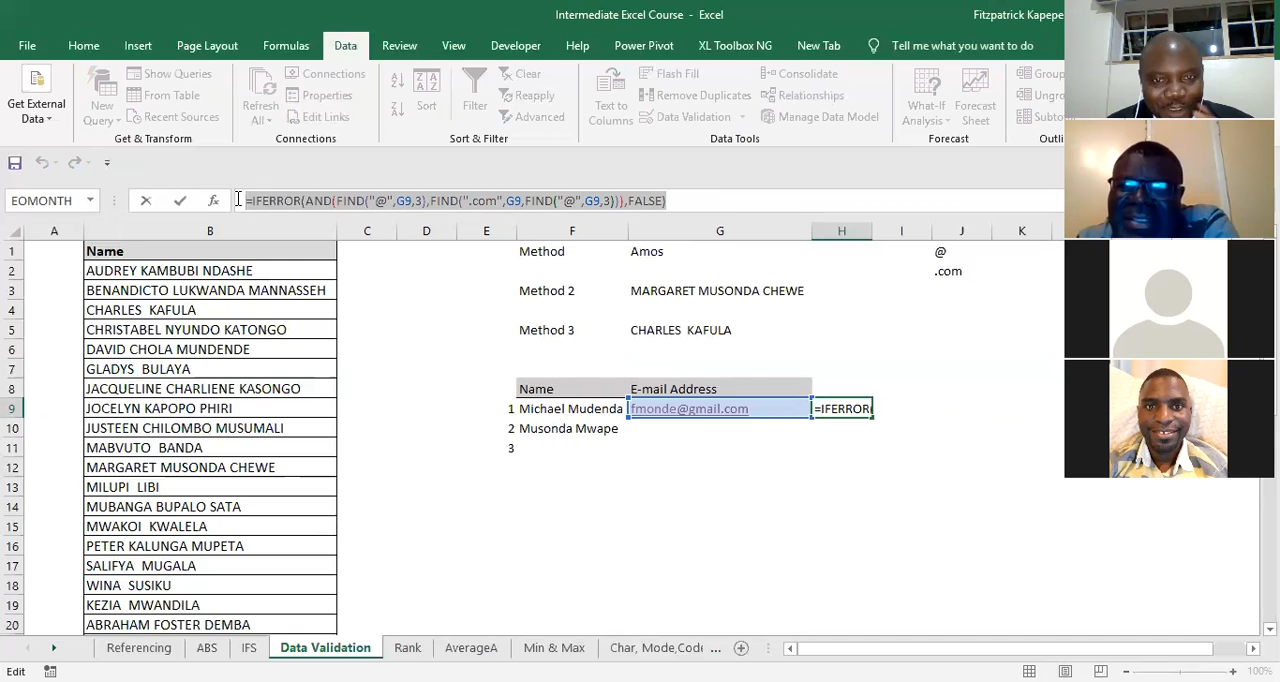 Intermediate Excel Course - Excel
Fitzpatrick Kapepe
File Home Insert Page Layout Formulas Data Review View Developer Help Power Pivot XL Toolbox NG New Tab Tell me what you want to do
Get External Data
New Query
Show Queries
From Table
Recent Sources
Get & Transform
Refresh All
Connections
Properties
Edit Links
Connections
Sort
Filter
Clear
Reapply
Advanced
Sort & Filter
Text to Columns
Flash Fill
Remove Duplicates
Data Validation
Consolidate
Relationships
Manage Data Model
Data Tools
What-If Analysis
Forecast Sheet
Forecast
Group
Ungro
Subto
Outli
EOMONTH
fx
=IFERROR(AND(FIND("@",G9,3),FIND(".com",G9,FIND("@",G9,3))),FALSE)
A B C D E F G H I J K
1 Name Method Amos @
2 AUDREY KAMBUBI NDASHE .com
3 BENANDICTO LUKWANDA MANNASSEH Method 2 MARGARET MUSONDA CHEWE
4 CHARLES KAFULA
5 CHRISTABEL NYUNDO KATONGO Method 3 CHARLES KAFULA
6 DAVID CHOLA MUNDENDE
7 GLADYS BULAYA
8 JACQUELINE CHARLIENE KASONGO Name E-mail Address
9 JOCELYN KAPOPO PHIRI 1 Michael Mudenda fmonde@gmail.com =IFERROR(
10 JUSTEEN CHILOMBO MUSUMALI 2 Musonda Mwape
11 MABVUTO BANDA 3
12 MARGARET MUSONDA CHEWE
13 MILUPI LIBI
14 MUBANGA BUPALO SATA
15 MWAKOI KWALELA
16 PETER KALUNGA MUPETA
17 SALIFYA MUGALA
18 WINA SUSIKU
19 KEZIA MWANDILA
20 ABRAHAM FOSTER DEMBA
Referencing ABS IFS Data Validation Rank AverageA Min & Max Char, Mode,Code ...
Edit
100%